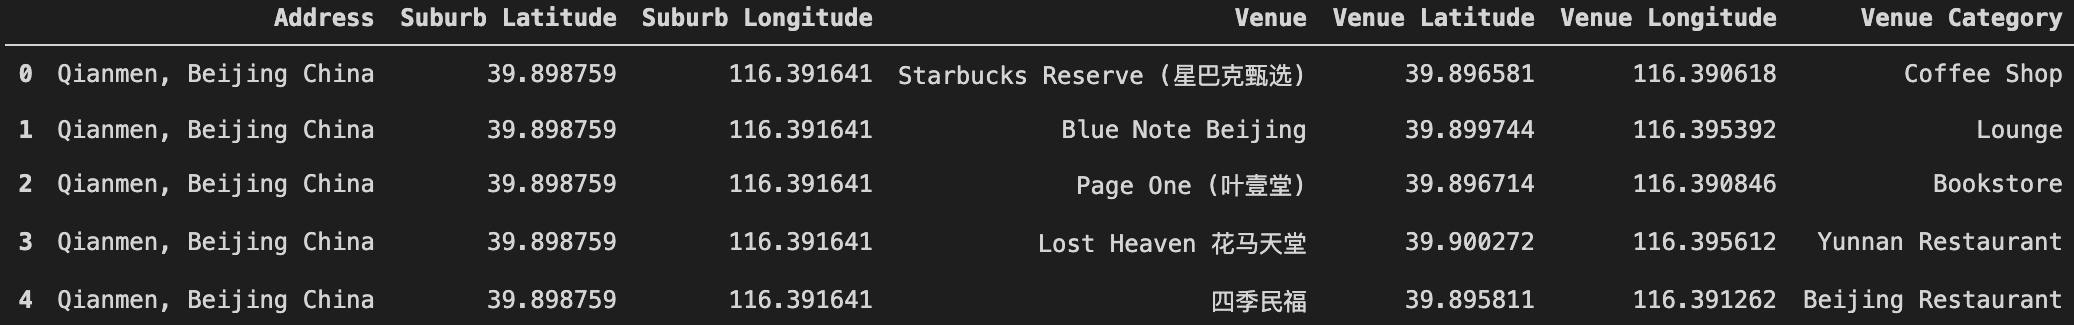 Address Suburb Latitude Suburb Longitude Venue Venue Latitude Venue Longitude Venue Category
0 Qianmen, Beijing China 39.898759 116.391641 Starbucks Reserve (星巴克甄选) 39.896581 116.390618 Coffee Shop
1 Qianmen, Beijing China 39.898759 116.391641 Blue Note Beijing 39.899744 116.395392 Lounge
2 Qianmen, Beijing China 39.898759 116.391641 Page One (叶壹堂) 39.896714 116.390846 Bookstore
3 Qianmen, Beijing China 39.898759 116.391641 Lost Heaven 花马天堂 39.900272 116.395612 Yunnan Restaurant
4 Qianmen, Beijing China 39.898759 116.391641 四季民福 39.895811 116.391262 Beijing Restaurant